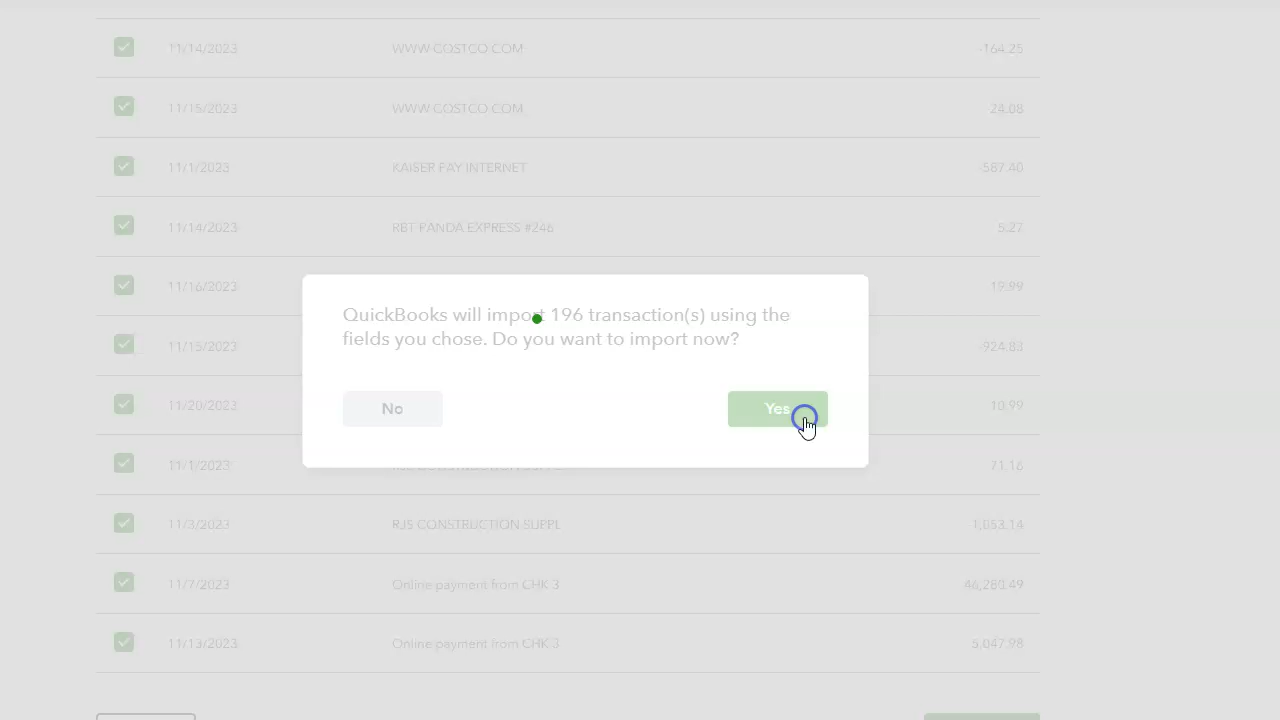 11/14/2023 WWW COSTCO COM -164.25
11/15/2023 WWW COSTCO COM 24.08
11/1/2023 KAISER PAY INTERNET -587.40
11/14/2023 RBT PANDA EXPRESS #246 5.27
11/16/2023 19.99
QuickBooks will import 196 transaction(s) using the
fields you chose. Do you want to import now?
11/15/2023 -924.83
11/20/2023 10.99
No Yes
11/1/2023 71.16
11/3/2023 RJS CONSTRUCTION SUPPL 1,053.14
11/7/2023 Online payment from CHK 3 46,280.49
11/13/2023 Online payment from CHK 3 5,047.98